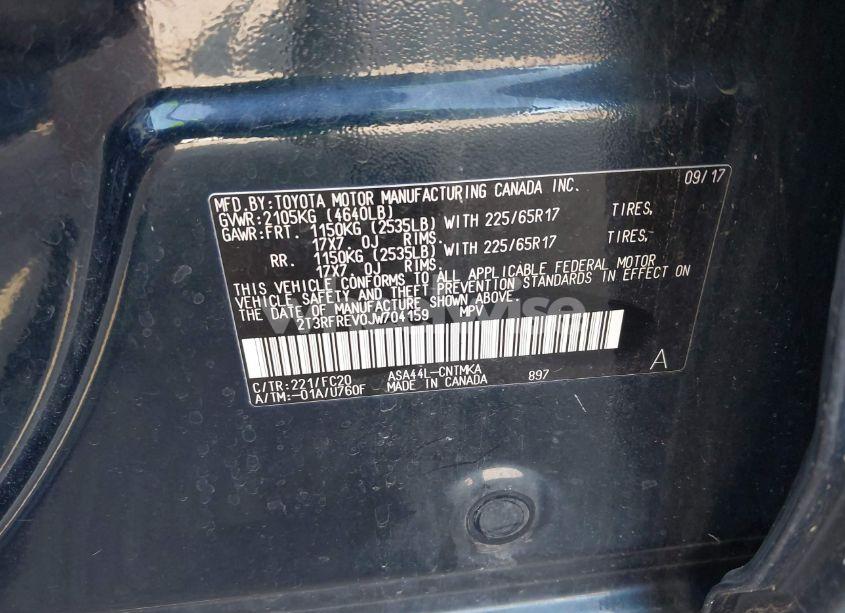 MFD.BY:TOYOTA MOTOR MANUFACTURING CANADA INC. 09/17
GVWR:2105KG (4640LB)
GAWR:FRT. 1150KG (2535LB) WITH 225/65R17 TIRES,
17X7.0J RIMS.
RR. 1150KG (2535LB) WITH 225/65R17 TIRES,
17X7.0J RIMS.
THIS VEHICLE CONFORMS TO ALL APPLICABLE FEDERAL MOTOR
VEHICLE SAFETY AND THEFT PREVENTION STANDARDS IN EFFECT ON
THE DATE OF MANUFACTURE SHOWN ABOVE.
2T3RFREV0JW704159 MPV
C/TR:221/FC20 ASA44L-CNTMKA
A/TM:-01A/U760F MADE IN CANADA 897 A